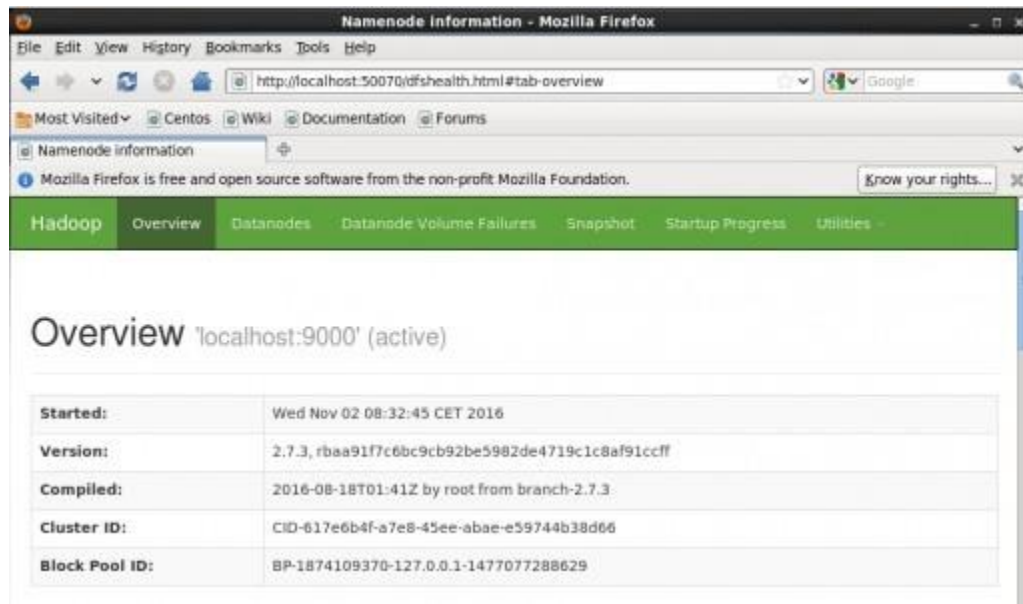 Namenode information - Mozilla Firefox
File Edit View History Bookmarks Tools Help
http://localhost:50070/dfshealth.html#tab-overview
Google
Most Visited Centos Wiki Documentation Forums
Namenode information
Mozilla Firefox is free and open source software from the non-profit Mozilla Foundation. Know your rights...
Hadoop Overview Datanodes Datanode Volume Failures Snapshot Startup Progress Utilities
Overview 'localhost:9000' (active)
Started: Wed Nov 02 08:32:45 CET 2016
Version: 2.7.3, rbaa91f7c6bc9cb92be5982de4719c1c8af91ccff
Compiled: 2016-08-18T01:41Z by root from branch-2.7.3
Cluster ID: CID-617e6b4f-a7e8-45ee-abae-e59744b38d66
Block Pool ID: BP-1874109370-127.0.0.1-1477077288629